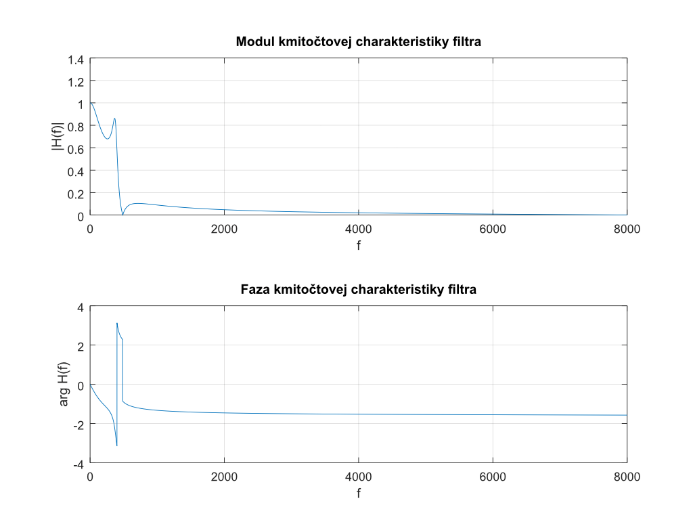 Modul kmitočtovej charakteristiky filtra
1.4
1.2
1
0.8
0.6
0.4
0.2
0
|H(f)|
0 2000 4000 6000 8000
f
Faza kmitočtovej charakteristiky filtra
4
2
0
-2
-4
arg H(f)
0 2000 4000 6000 8000
f